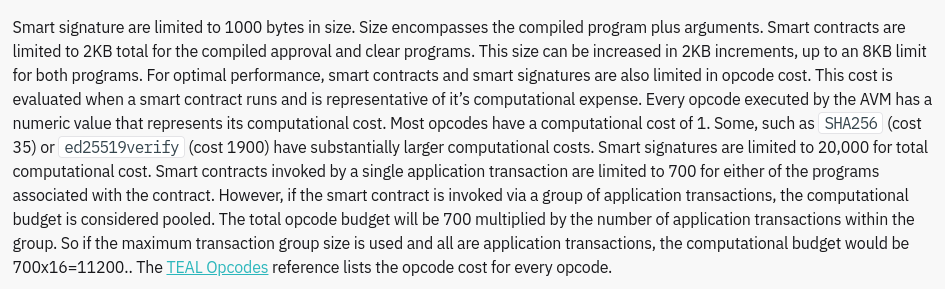 Smart signature are limited to 1000 bytes in size. Size encompasses the compiled program plus arguments. Smart contracts are
limited to 2KB total for the compiled approval and clear programs. This size can be increased in 2KB increments, up to an 8KB limit
for both programs. For optimal performance, smart contracts and smart signatures are also limited in opcode cost. This cost is
evaluated when a smart contract runs and is representative of it’s computational expense. Every opcode executed by the AVM has a
numeric value that represents its computational cost. Most opcodes have a computational cost of 1. Some, such as SHA256 (cost
35) or ed25519verify (cost 1900) have substantially larger computational costs. Smart signatures are limited to 20,000 for total
computational cost. Smart contracts invoked by a single application transaction are limited to 700 for either of the programs
associated with the contract. However, if the smart contract is invoked via a group of application transactions, the computational
budget is considered pooled. The total opcode budget will be 700 multiplied by the number of application transactions within the
group. So if the maximum transaction group size is used and all are application transactions, the computational budget would be
700x16=11200.. The TEAL Opcodes reference lists the opcode cost for every opcode.